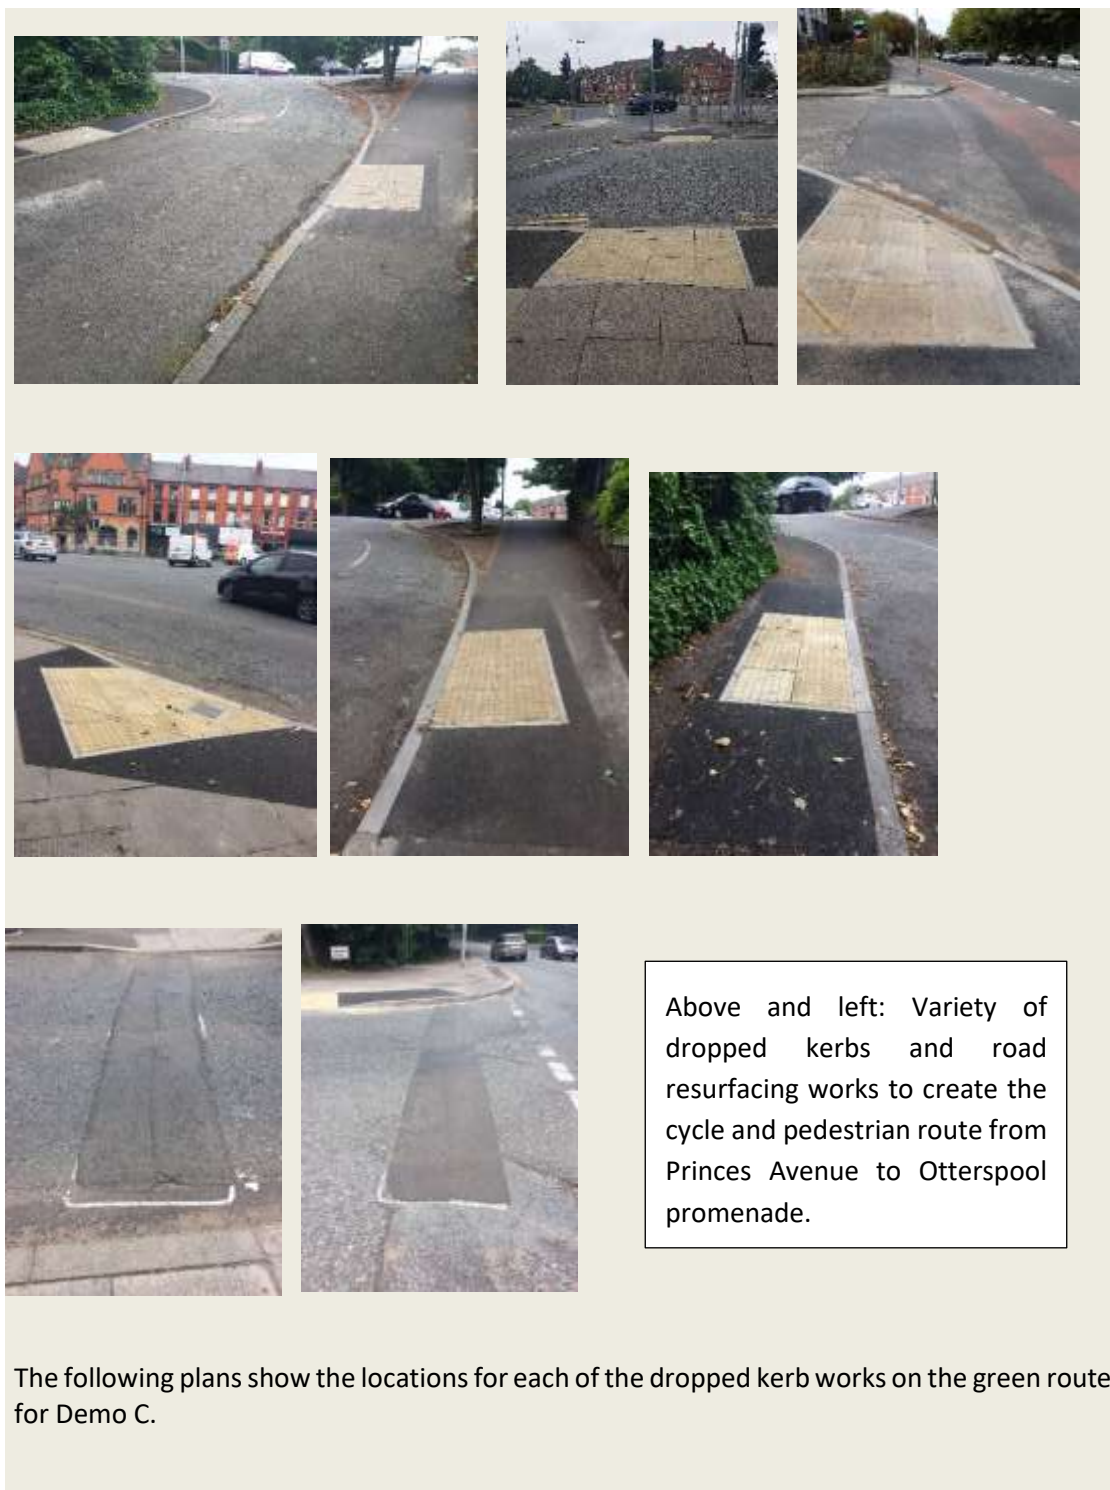 Above and left: Variety of
dropped kerbs and road
resurfacing works to create the
cycle and pedestrian route from
Princes Avenue to Otterspool
promenade.
The following plans show the locations for each of the dropped kerb works on the green route
for Demo C.